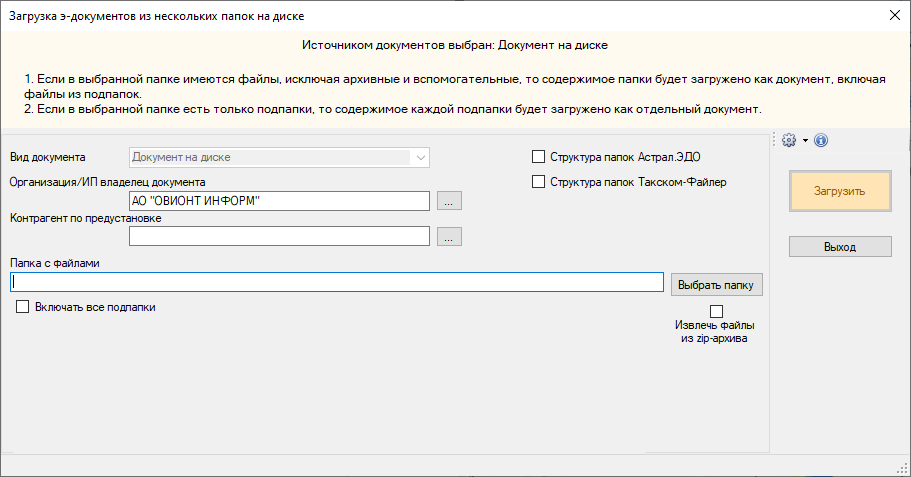 Загрузка э-документов из нескольких папок на диске
Источником документов выбран: Документ на диске
1. Если в выбранной папке имеются файлы, исключая архивные и вспомогательные, то содержимое папки будет загружено как документ, включая
файлы из подпапок.
2. Если в выбранной папке есть только подпапки, то содержимое каждой подпапки будет загружено как отдельный документ.
Вид документа
Документ на диске
Структура папок Астрал.ЭДО
Организация/ИП владелец документа
Структура папок Такском-Файлер
Загрузить
АО "ОВИОНТ ИНФОРМ"
...
Контрагент по предустановке
...
Выход
Папка с файлами
Выбрать папку
Включать все подпапки
Извлечь файлы
из zip-архива